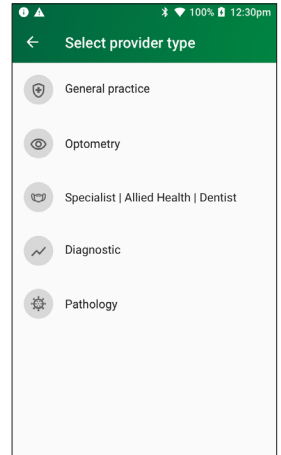 100% 12:30pm
Select provider type
General practice
Optometry
Specialist | Allied Health | Dentist
Diagnostic
Pathology